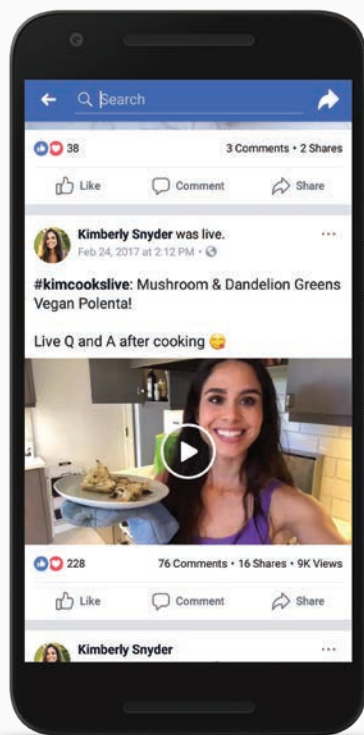 Search
38 3 Comments • 2 Shares
Like Comment Share
Kimberly Snyder was live.
Feb 24, 2017 at 2:12 PM •
#kimcookslive: Mushroom & Dandelion Greens
Vegan Polenta!
Live Q and A after cooking 😋
228 76 Comments • 16 Shares • 9K Views
Like Comment Share
Kimberly Snyder